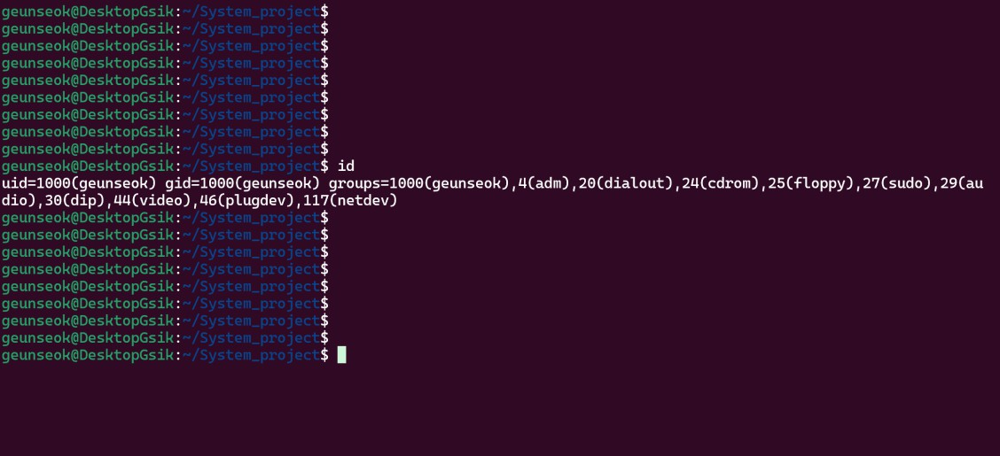 geunseok@DesktopGsik:~/System_project$
geunseok@DesktopGsik:~/System_project$
geunseok@DesktopGsik:~/System_project$
geunseok@DesktopGsik:~/System_project$
geunseok@DesktopGsik:~/System_project$
geunseok@DesktopGsik:~/System_project$
geunseok@DesktopGsik:~/System_project$
geunseok@DesktopGsik:~/System_project$
geunseok@DesktopGsik:~/System_project$
geunseok@DesktopGsik:~/System_project$ id
uid=1000(geunseok) gid=1000(geunseok) groups=1000(geunseok),4(adm),20(dialout),24(cdrom),25(floppy),27(sudo),29(au
dio),30(dip),44(video),46(plugdev),117(netdev)
geunseok@DesktopGsik:~/System_project$
geunseok@DesktopGsik:~/System_project$
geunseok@DesktopGsik:~/System_project$
geunseok@DesktopGsik:~/System_project$
geunseok@DesktopGsik:~/System_project$
geunseok@DesktopGsik:~/System_project$
geunseok@DesktopGsik:~/System_project$
geunseok@DesktopGsik:~/System_project$
geunseok@DesktopGsik:~/System_project$